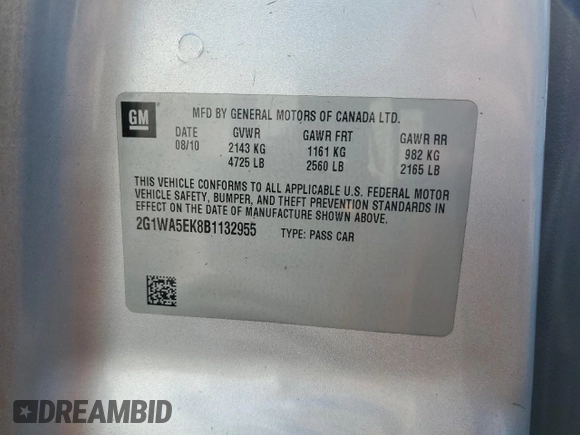 GM
MFD BY GENERAL MOTORS OF CANADA LTD.
DATE GVWR GAWR FRT GAWR RR
08/10 2143 KG 1161 KG 982 KG
4725 LB 2560 LB 2165 LB
THIS VEHICLE CONFORMS TO ALL APPLICABLE U.S. FEDERAL MOTOR
VEHICLE SAFETY, BUMPER, AND THEFT PREVENTION STANDARDS IN
EFFECT ON THE DATE OF MANUFACTURE SHOWN ABOVE.
2G1WA5EK8B1132955 TYPE: PASS CAR
DREAMBID